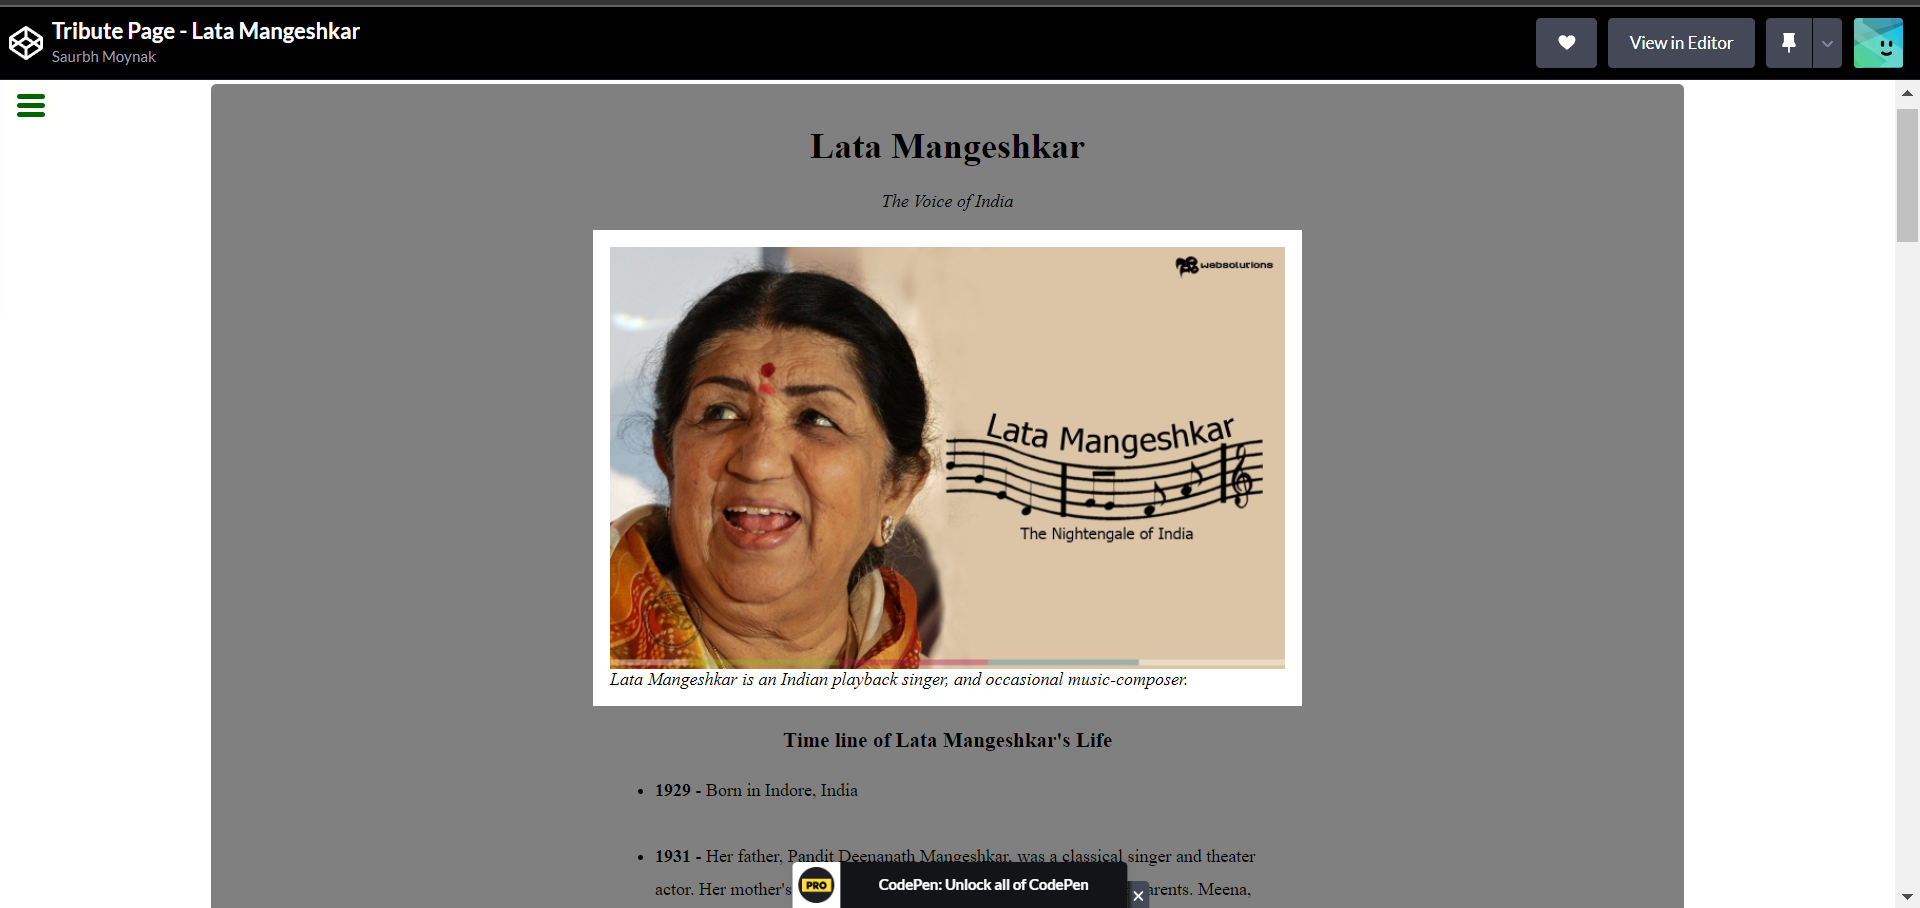 Tribute Page - Lata Mangeshkar
Saurbh Moynak
View in Editor
Lata Mangeshkar
The Voice of India
websolutions
Lata Mangeshkar
The Nightengale of India
Lata Mangeshkar is an Indian playback singer, and occasional music-composer.
Time line of Lata Mangeshkar's Life
1929 - Born in Indore, India
1931 - Her father, Pandit Deenanath Mangeshkar, was a classical singer and theater
actor. Her mother's arents. Meena,
PRO
CodePen: Unlock all of CodePen